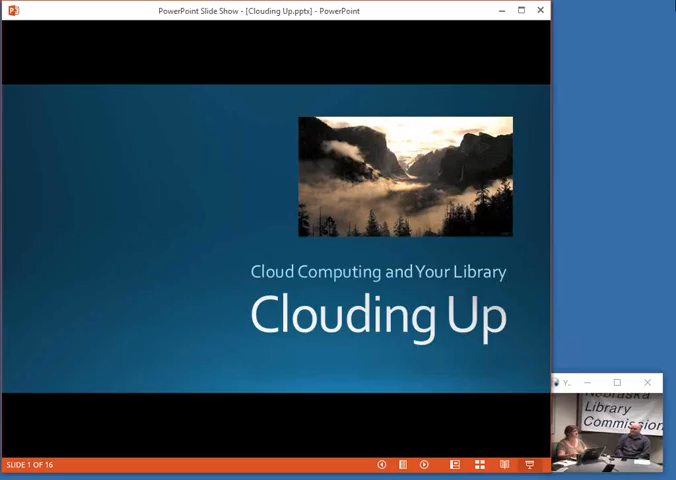 PowerPoint Slide Show - [Clouding Up.pptx] - PowerPoint
Cloud Computing and Your Library
Clouding Up
Y..
Nebraska
Library
Commission
SLIDE 1 OF 16